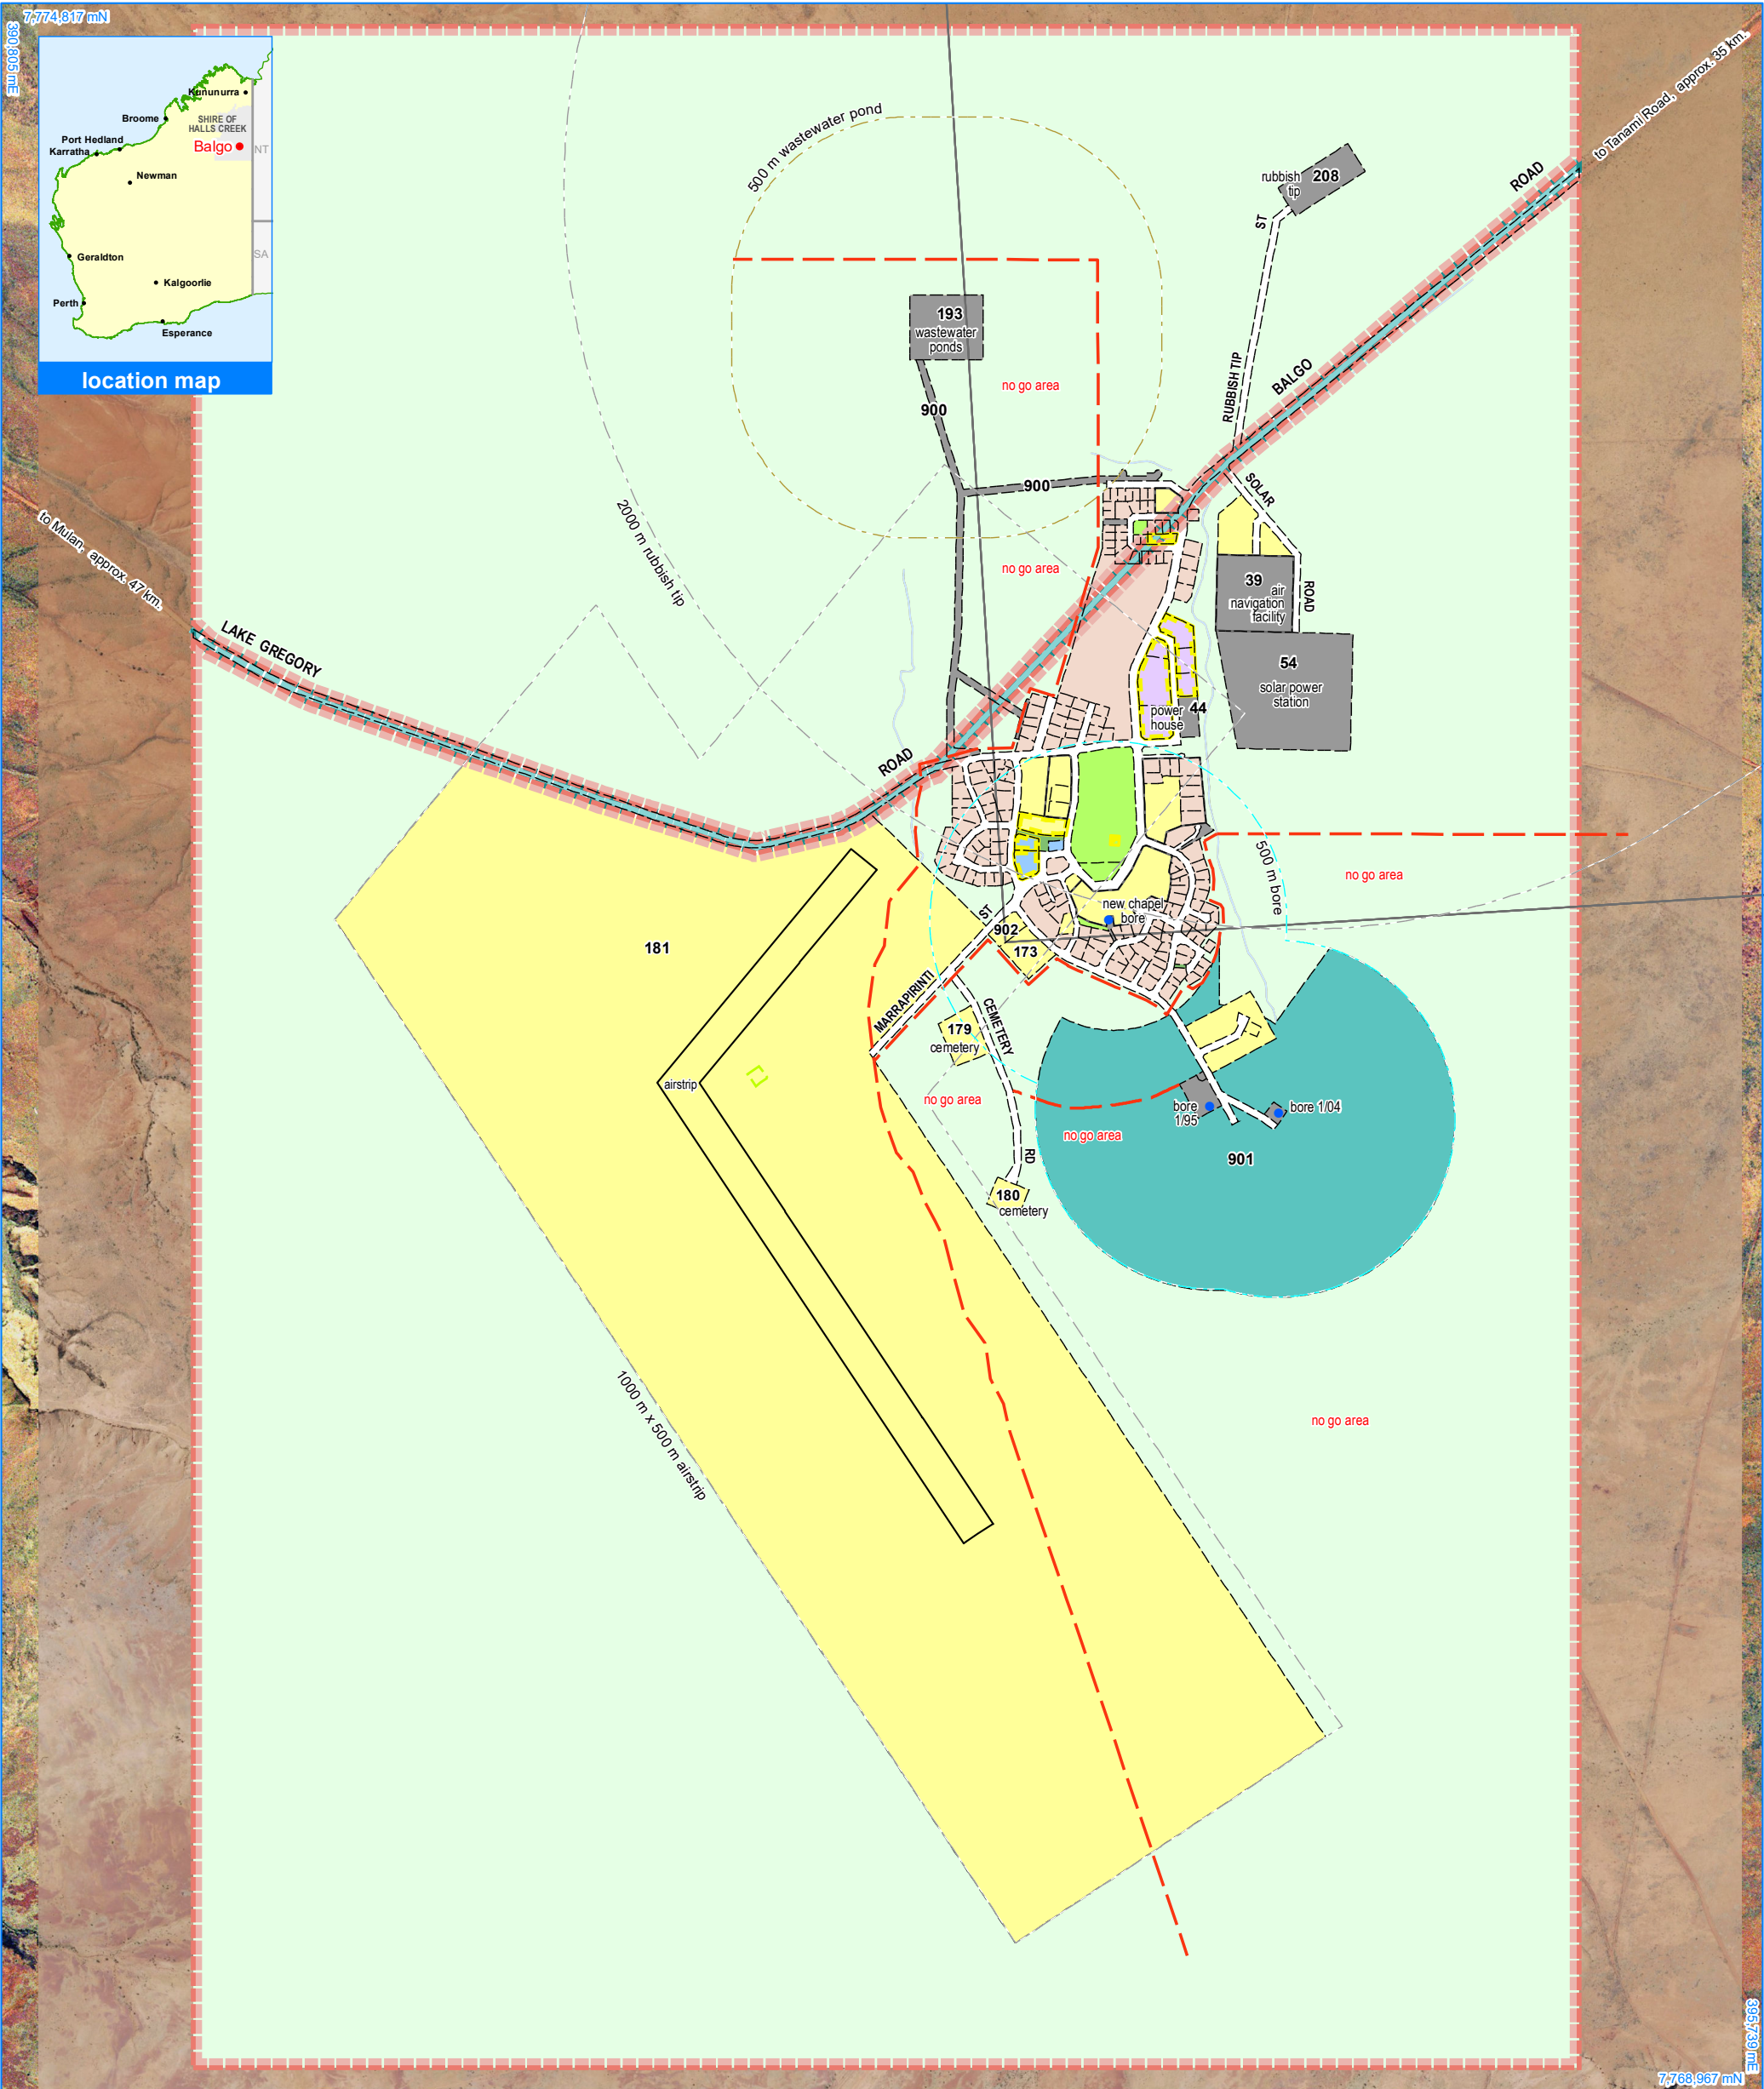 7,774,817 mN
390,805 mE
Kununurra
Broome
SHIRE OF
HALLS CREEK
Port Hedland
Karratha
Balgo
NT
Newman
SA
Geraldton
Kalgoorlie
Perth
Esperance
location map
to Tanami Road, approx. 35 km.
500 m wastewater pond
rubbish
tip
208
ROAD
ST
193
wastewater
ponds
no go area
RUBBISH TIP
BALGO
900
900
SOLAR
2000 m rubbish tip
to Mulan, approx. 47 km.
no go area
39
air
navigation
facility
ROAD
LAKE GREGORY
54
solar power
station
power
house
44
ROAD
500 m bore
no go area
new chapel
bore
ST
902
173
181
MARRAPIRINTI
CEMETERY
179
cemetery
airstrip
no go area
bore
1/95
bore 1/04
no go area
RD
901
180
cemetery
1000 m x 500 m airstrip
no go area
395,739 mE
7,768,967 mN